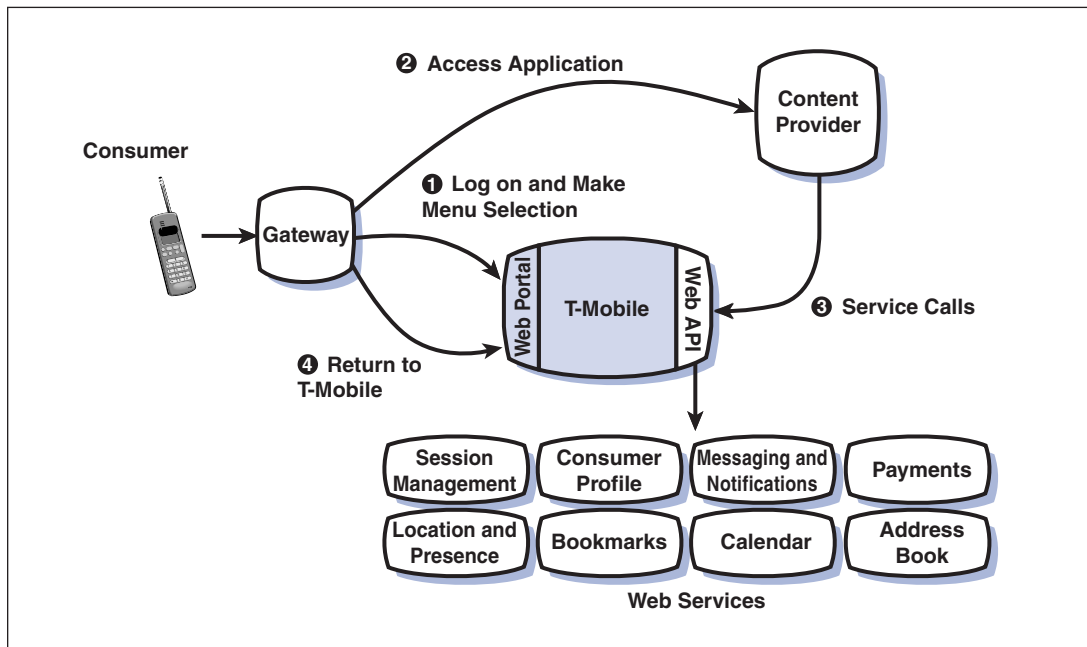 ❷ Access Application
Content
Provider
Consumer
❶ Log on and Make
Menu Selection
Gateway
Web Portal
T-Mobile
Web API
❸ Service Calls
❹ Return to
T-Mobile
Session
Management
Consumer
Profile
Messaging and
Notifications
Payments
Location and
Presence
Bookmarks
Calendar
Address
Book
Web Services